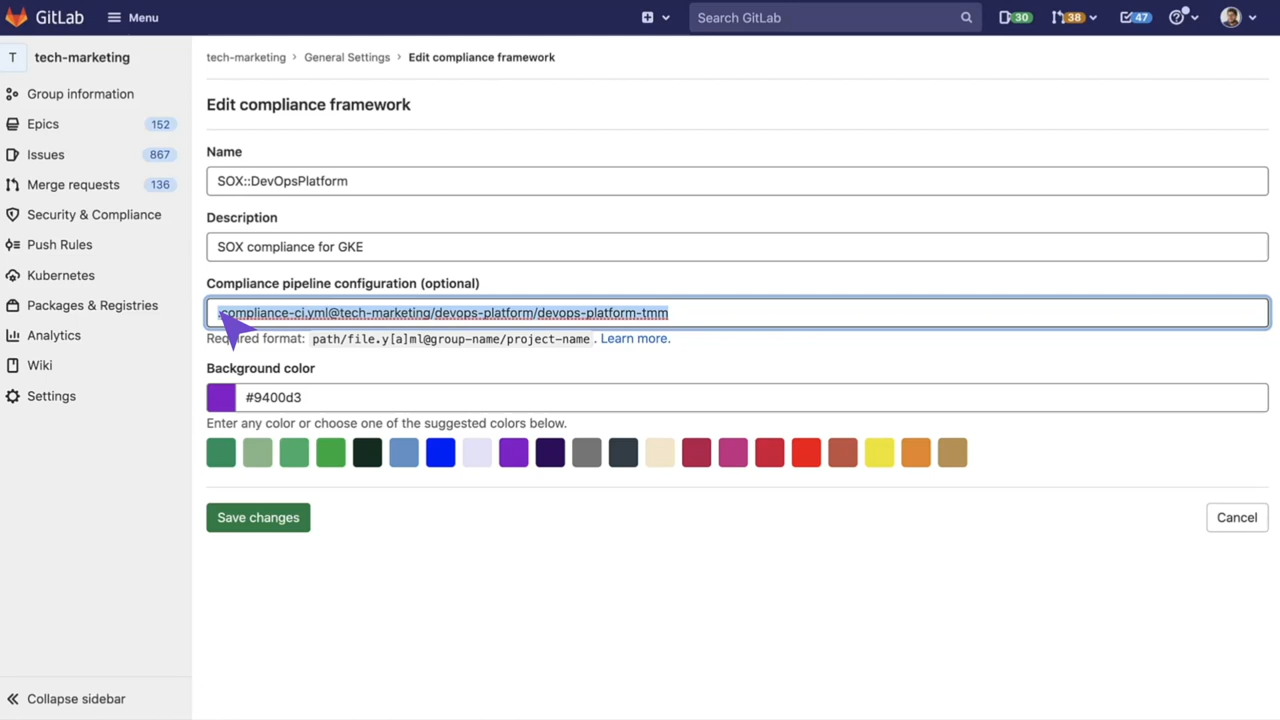 GitLab Menu Search GitLab 30 38 47
T tech-marketing
tech-marketing › General Settings › Edit compliance framework
Group information
Epics 152
Issues 867
Merge requests 136
Security & Compliance
Push Rules
Kubernetes
Packages & Registries
Analytics
Wiki
Settings
Collapse sidebar
Edit compliance framework
Name
SOX::DevOpsPlatform
Description
SOX compliance for GKE
Compliance pipeline configuration (optional)
.compliance-ci.yml@tech-marketing/devops-platform/devops-platform-tmm
Required format: path/file.y[a]ml@group-name/project-name . Learn more.
Background color
#9400d3
Enter any color or choose one of the suggested colors below.
Save changes Cancel